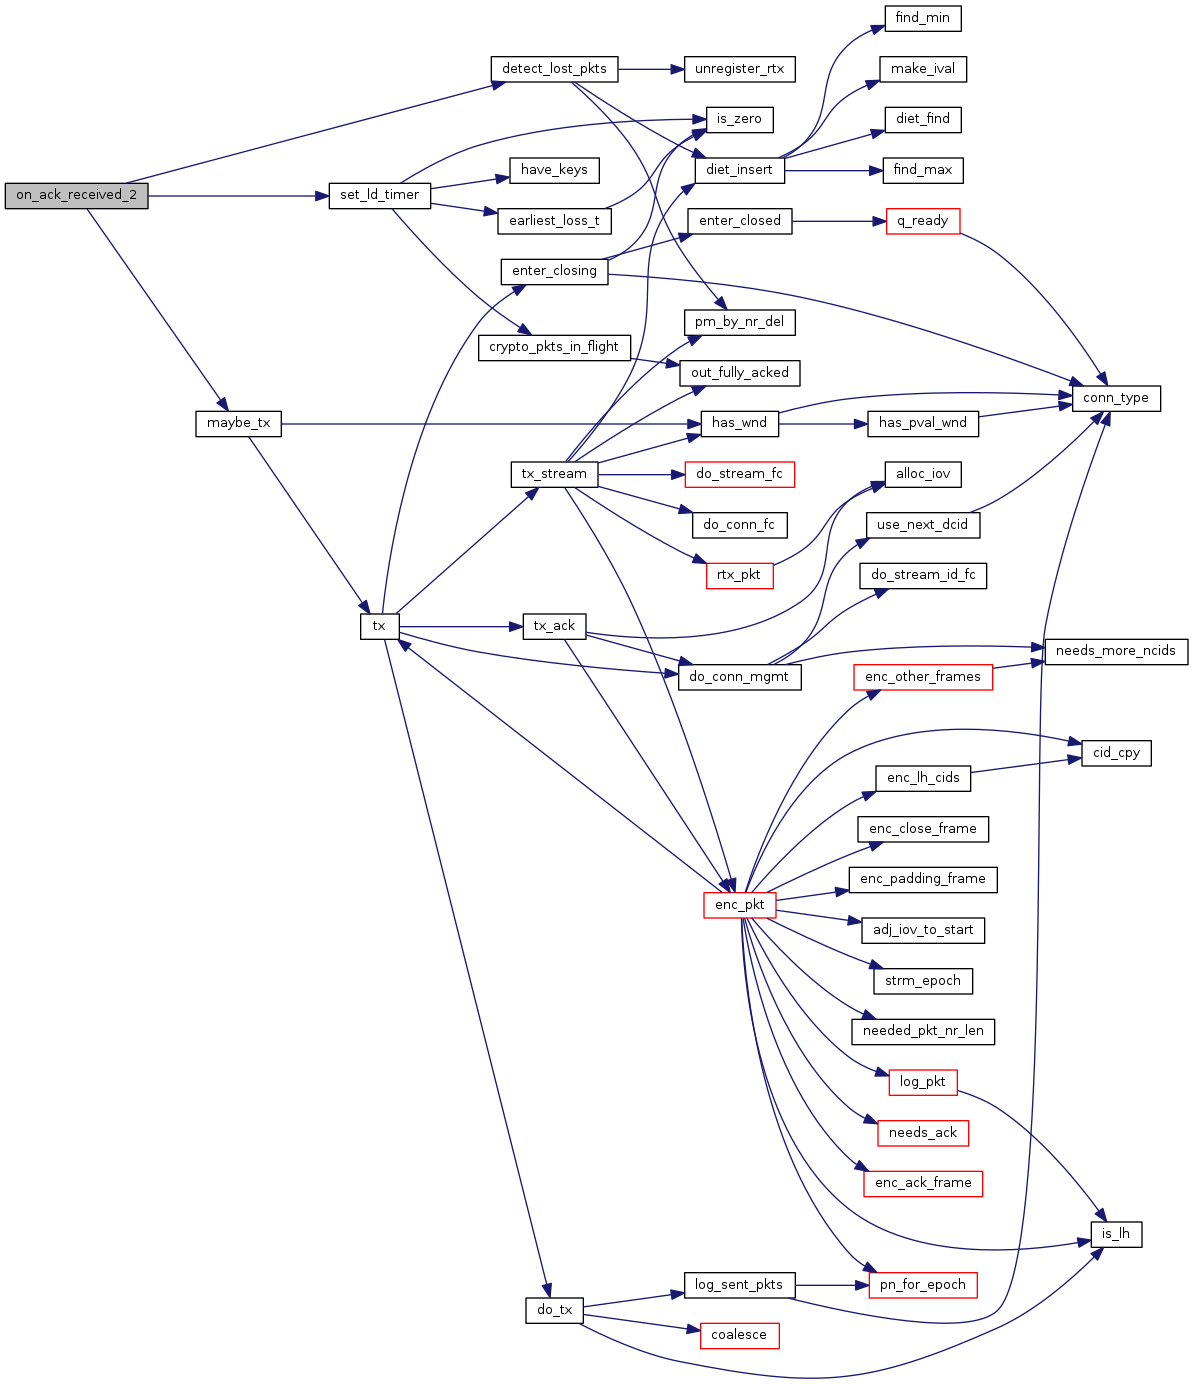 find_min
detect_lost_pkts
unregister_rtx
make_ival
is_zero
diet_find
have_keys
diet_insert
find_max
on_ack_received_2
set_ld_timer
earliest_loss_t
enter_closed
q_ready
enter_closing
pm_by_nr_del
crypto_pkts_in_flight
out_fully_acked
conn_type
maybe_tx
has_wnd
has_pval_wnd
tx_stream
do_stream_fc
alloc_iov
do_conn_fc
use_next_dcid
rtx_pkt
do_stream_id_fc
tx
tx_ack
needs_more_ncids
do_conn_mgmt
enc_other_frames
cid_cpy
enc_lh_cids
enc_close_frame
enc_padding_frame
enc_pkt
adj_iov_to_start
strm_epoch
needed_pkt_nr_len
log_pkt
needs_ack
enc_ack_frame
is_lh
log_sent_pkts
pn_for_epoch
do_tx
coalesce